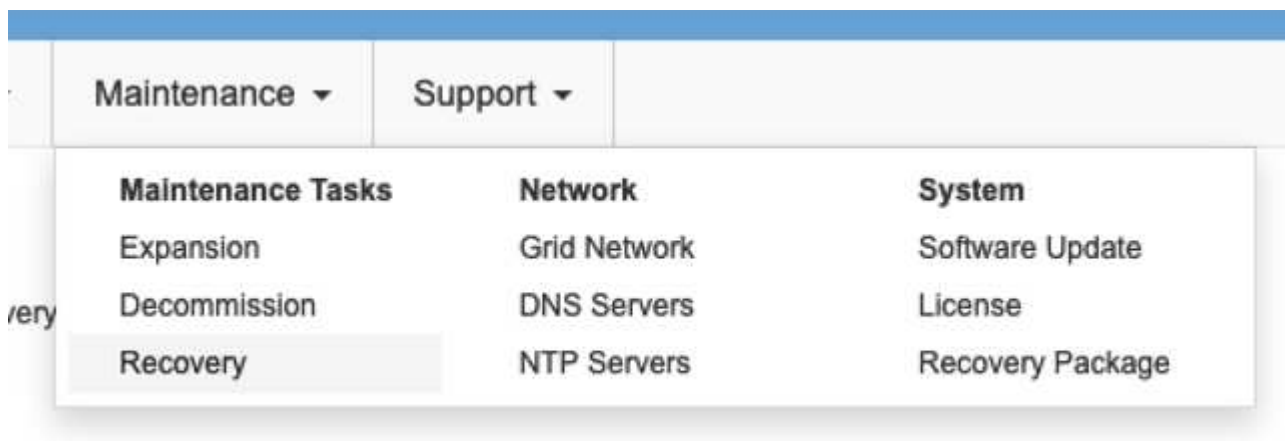 Maintenance Support
Maintenance Tasks Network System
Expansion Grid Network Software Update
Decommission DNS Servers License
very
Recovery NTP Servers Recovery Package